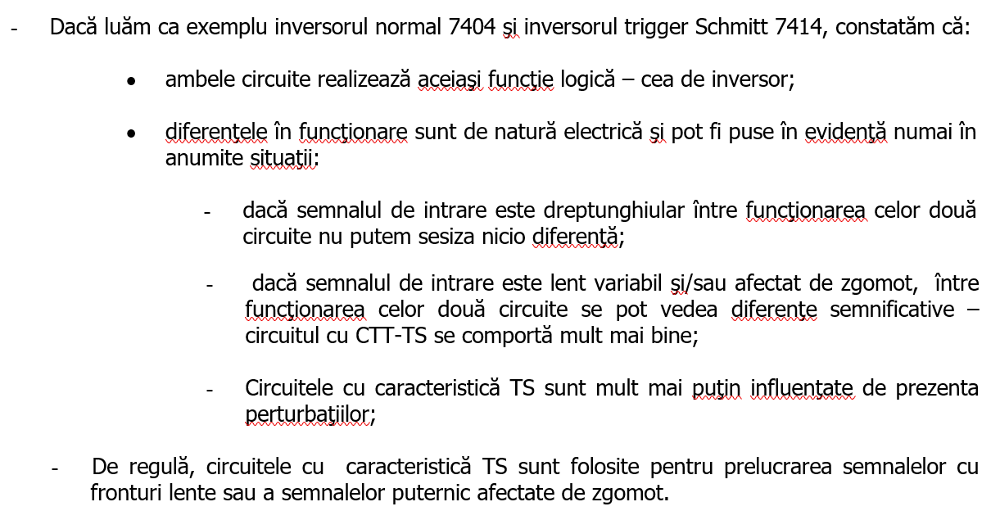 - Dacă luăm ca exemplu inversorul normal 7404 şi inversorul trigger Schmitt 7414, constatăm că:
• ambele circuite realizează aceiaşi funcţie logică – cea de inversor;
• diferenţele în funcţionare sunt de natură electrică şi pot fi puse în evidenţă numai în
anumite situaţii:
- dacă semnalul de intrare este dreptunghiular între funcţionarea celor două
circuite nu putem sesiza nicio diferenţă;
- dacă semnalul de intrare este lent variabil şi/sau afectat de zgomot, între
funcţionarea celor două circuite se pot vedea diferenţe semnificative –
circuitul cu CTT-TS se comportă mult mai bine;
- Circuitele cu caracteristică TS sunt mult mai puţin influenţate de prezenta
perturbaţiilor;
- De regulă, circuitele cu caracteristică TS sunt folosite pentru prelucrarea semnalelor cu
fronturi lente sau a semnalelor puternic afectate de zgomot.